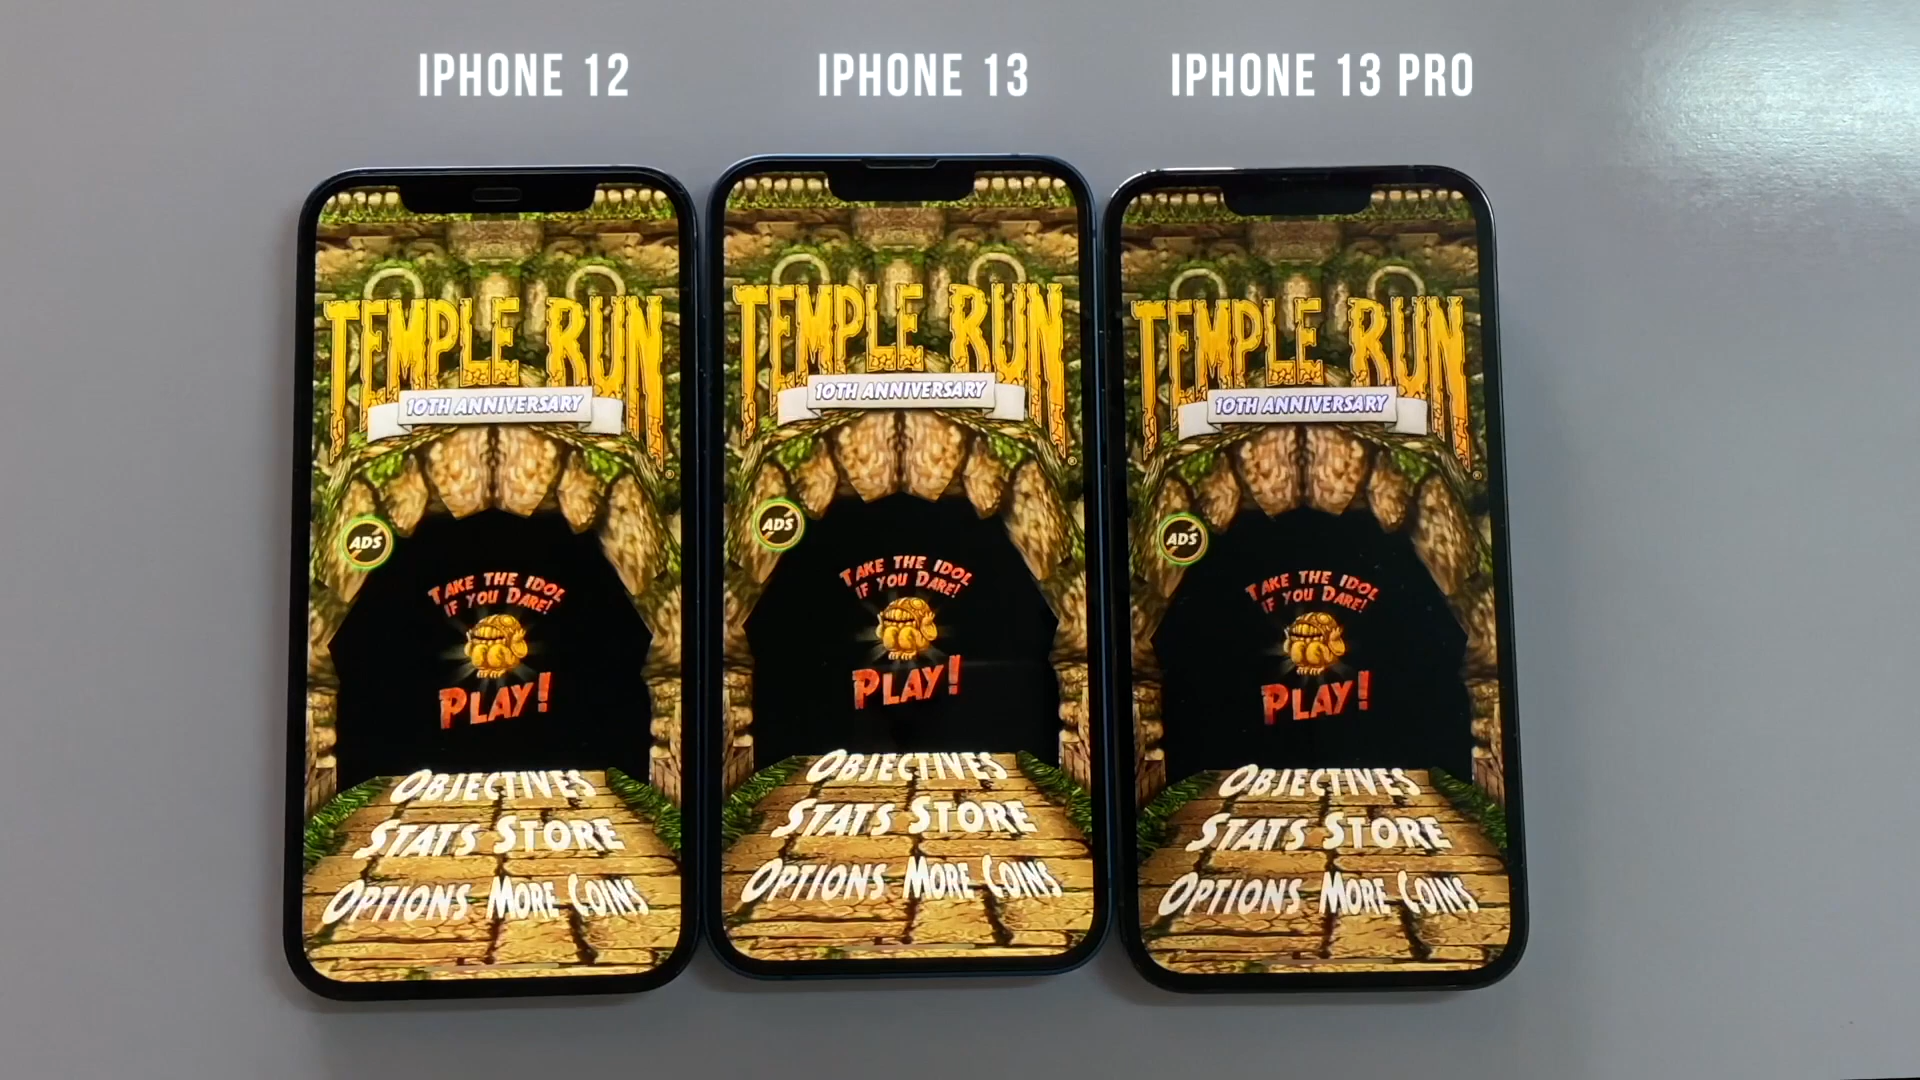 IPHONE 12
IPHONE 13
IPHONE 13 PRO
TEMPLE RUN
10TH ANNIVERSARY
ADS
TAKE THE IDOL
IF YOU DARE!
PLAY!
OBJECTIVES
STATS STORE
OPTIONS MORE COINS
TEMPLE RUN
10TH ANNIVERSARY
ADS
TAKE THE IDOL
IF YOU DARE!
PLAY!
OBJECTIVES
STATS STORE
OPTIONS MORE COINS
TEMPLE RUN
10TH ANNIVERSARY
ADS
TAKE THE IDOL
IF YOU DARE!
PLAY!
OBJECTIVES
STATS STORE
OPTIONS MORE COINS